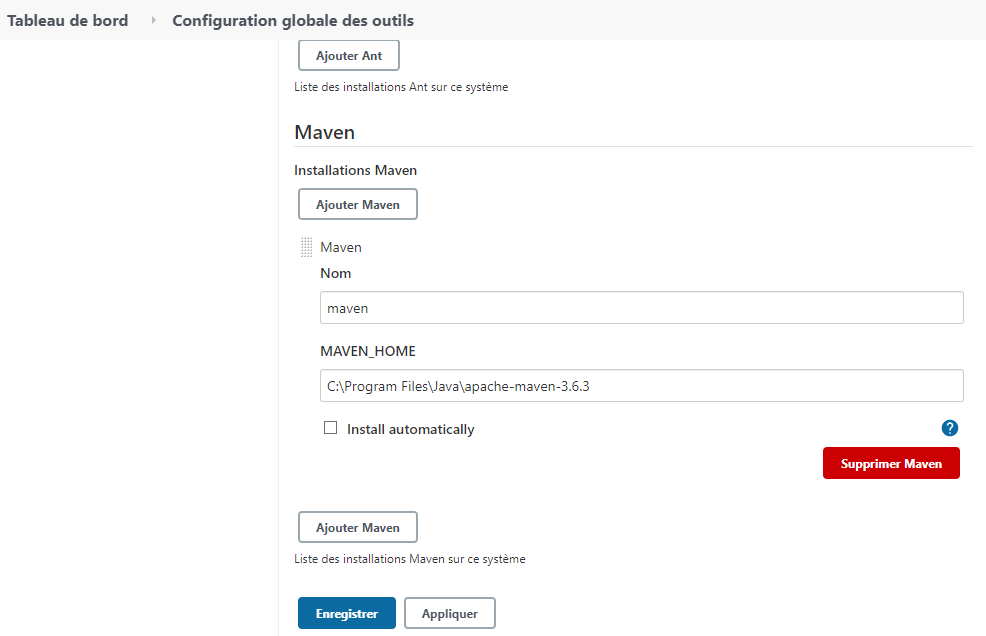 Tableau de bord Configuration globale des outils
Ajouter Ant
Liste des installations Ant sur ce système
Maven
Installations Maven
Ajouter Maven
Maven
Nom
maven
MAVEN_HOME
C:\Program Files\Java\apache-maven-3.6.3
Install automatically ?
Supprimer Maven
Ajouter Maven
Liste des installations Maven sur ce système
Enregistrer Appliquer